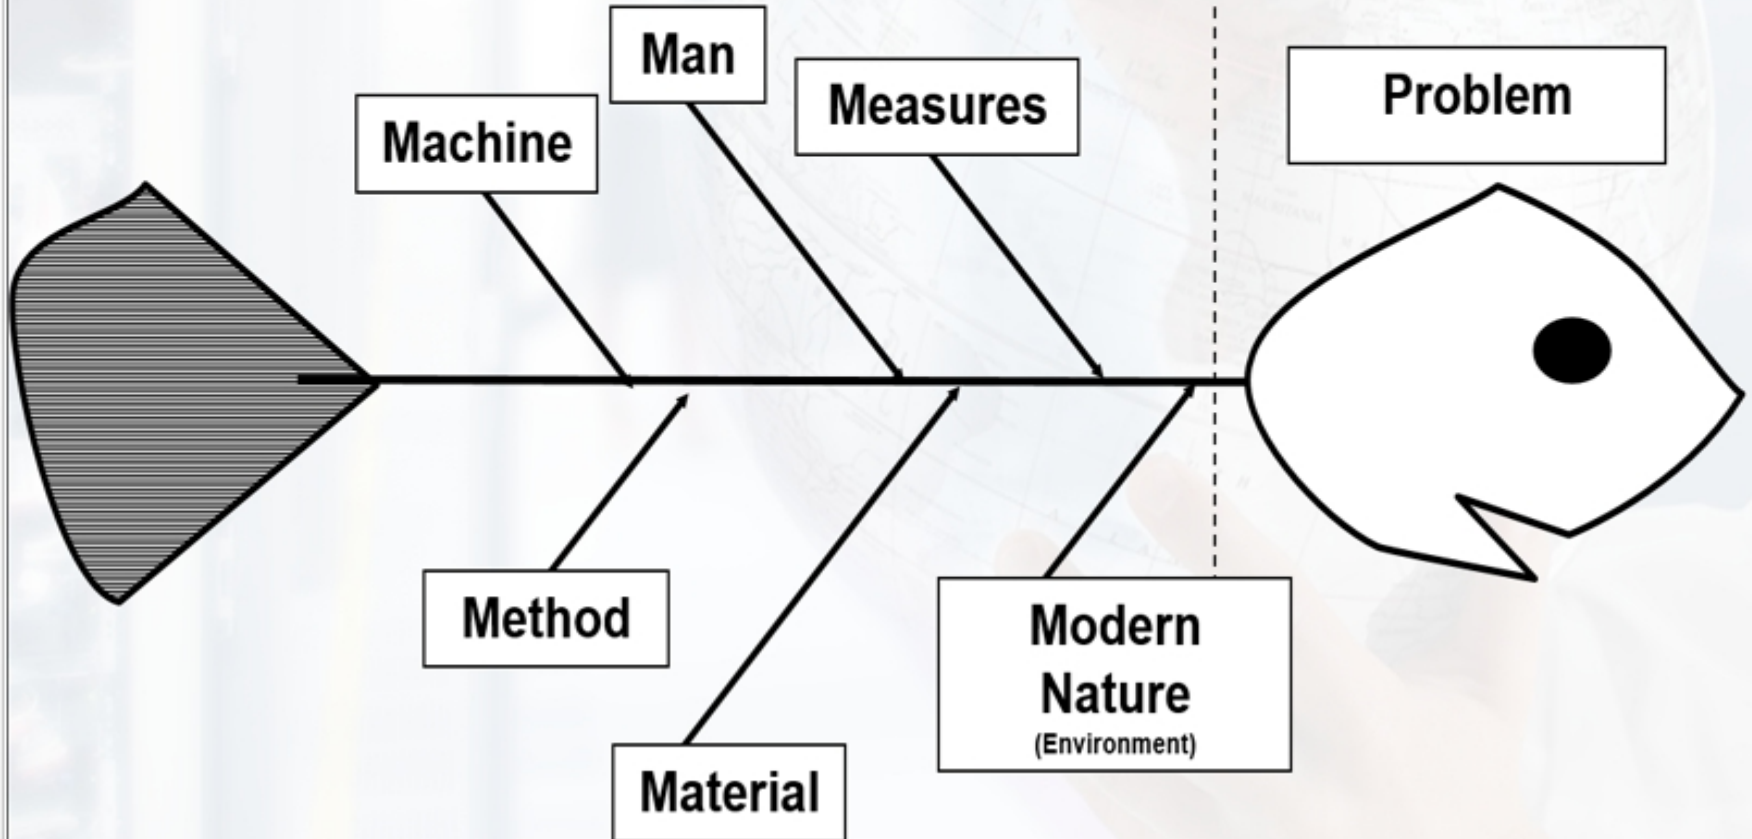 Man
Measures
Problem
Machine
Method
Modern
Nature
(Environment)
Material